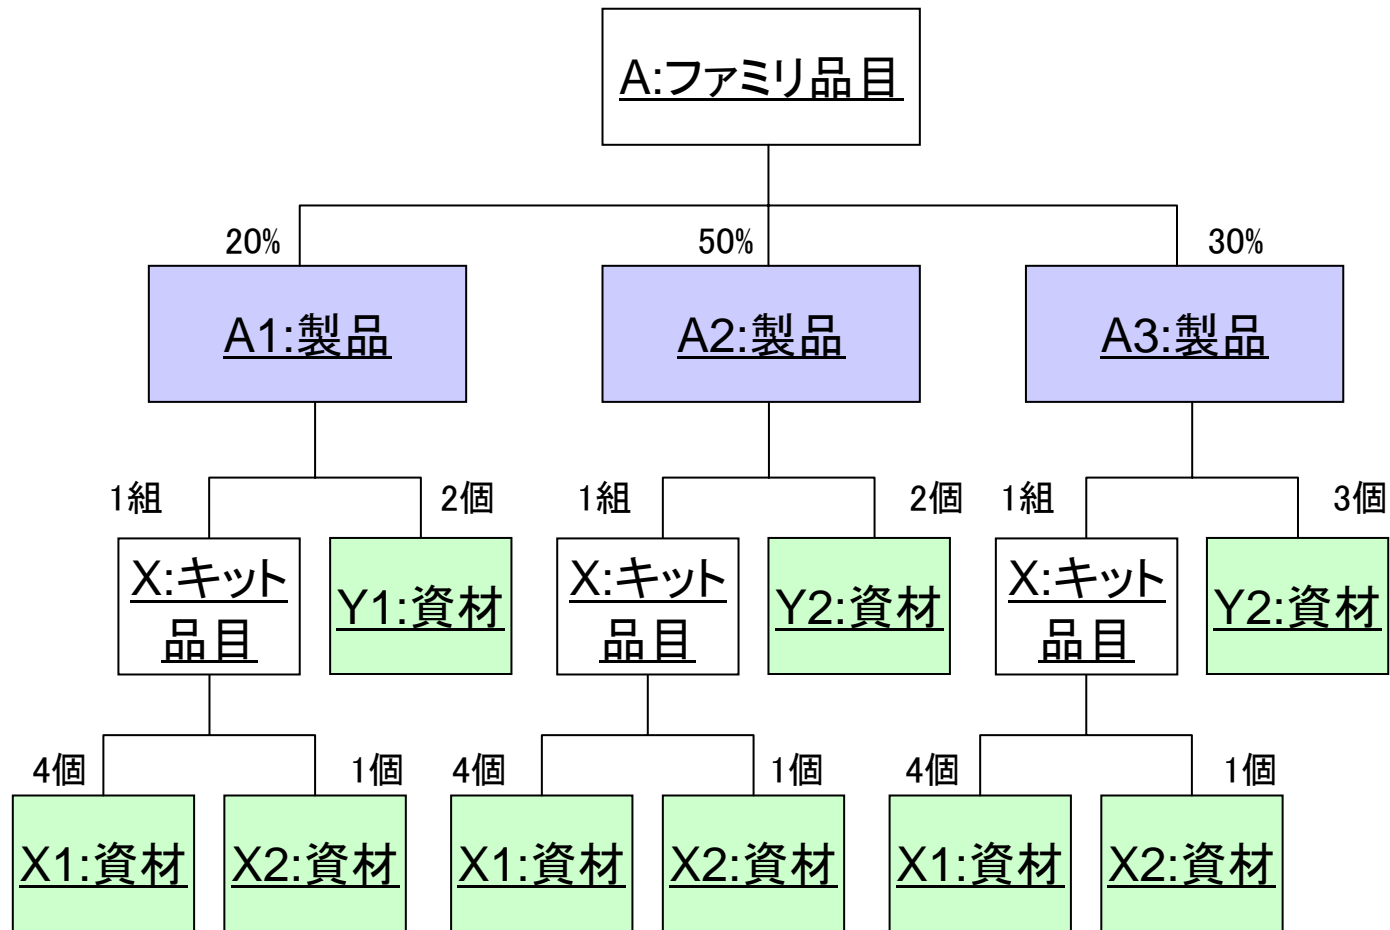 A:ファミリ品目
20%
50%
30%
A1:製品
A2:製品
A3:製品
1組
2個
1組
2個
1組
3個
X:キット
品目
Y1:資材
X:キット
品目
Y2:資材
X:キット
品目
Y2:資材
4個
1個
4個
1個
4個
1個
X1:資材
X2:資材
X1:資材
X2:資材
X1:資材
X2:資材